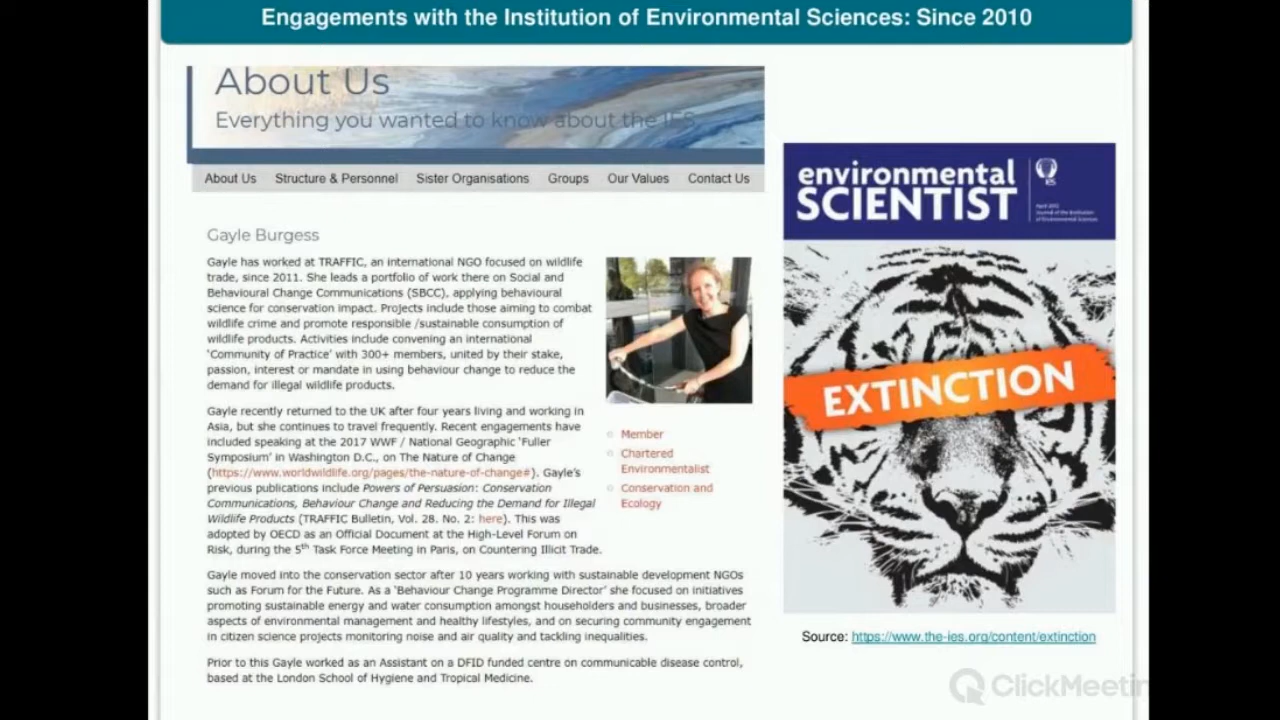 Engagements with the Institution of Environmental Sciences: Since 2010
About Us
Everything you wanted to know about the IES
About Us Structure & Personnel Sister Organisations Groups Our Values Contact Us
Gayle Burgess
Gayle has worked at TRAFFIC, an international NGO focused on wildlife
trade, since 2011. She leads a portfolio of work there on Social and
Behavioural Change Communications (SBCC), applying behavioural
science for conservation impact. Projects include those aiming to combat
wildlife crime and promote responsible /sustainable consumption of
wildlife products. Activities include convening an international
'Community of Practice' with 300+ members, united by their stake,
passion, interest or mandate in using behaviour change to reduce the
demand for illegal wildlife products.
Gayle recently returned to the UK after four years living and working in
Asia, but she continues to travel frequently. Recent engagements have
included speaking at the 2017 WWF / National Geographic 'Fuller
Symposium' in Washington D.C., on The Nature of Change
(https://www.worldwildlife.org/pages/the-nature-of-change#). Gayle's
previous publications include Powers of Persuasion: Conservation
Communications, Behaviour Change and Reducing the Demand for Illegal
Wildlife Products (TRAFFIC Bulletin, Vol. 28. No. 2: here). This was
adopted by OECD as an Official Document at the High-Level Forum on
Risk, during the 5th Task Force Meeting in Paris, on Countering Illicit Trade.
Gayle moved into the conservation sector after 10 years working with sustainable development NGOs
such as Forum for the Future. As a 'Behaviour Change Programme Director' she focused on initiatives
promoting sustainable energy and water consumption amongst households and businesses, broader
aspects of environmental management and healthy lifestyles, and on securing community engagement
in citizen science projects monitoring noise and air quality and tackling inequalities.
Prior to this Gayle worked as an Assistant on a DFID funded centre on communicable disease control,
based at the London School of Hygiene and Tropical Medicine.
Member
Chartered
Environmentalist
Conservation and
Ecology
environmental
SCIENTIST
IES
Journal of the Institution
of Environmental Sciences
EXTINCTION
Source: https://www.the-ies.org/content/extinction
ClickMeetin